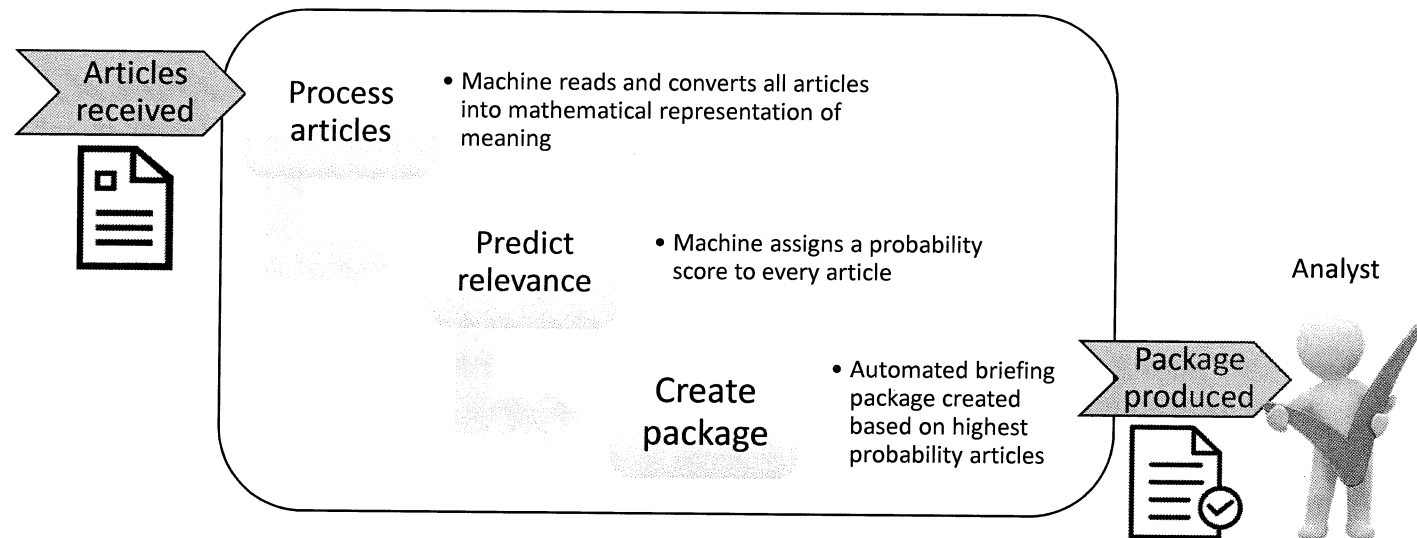 Articles
received
Process
articles
• Machine reads and converts all articles
into mathematical representation of
meaning
Predict
relevance
• Machine assigns a probability
score to every article
Analyst
Create
package
• Automated briefing
package created
based on highest
probability articles
Package
produced